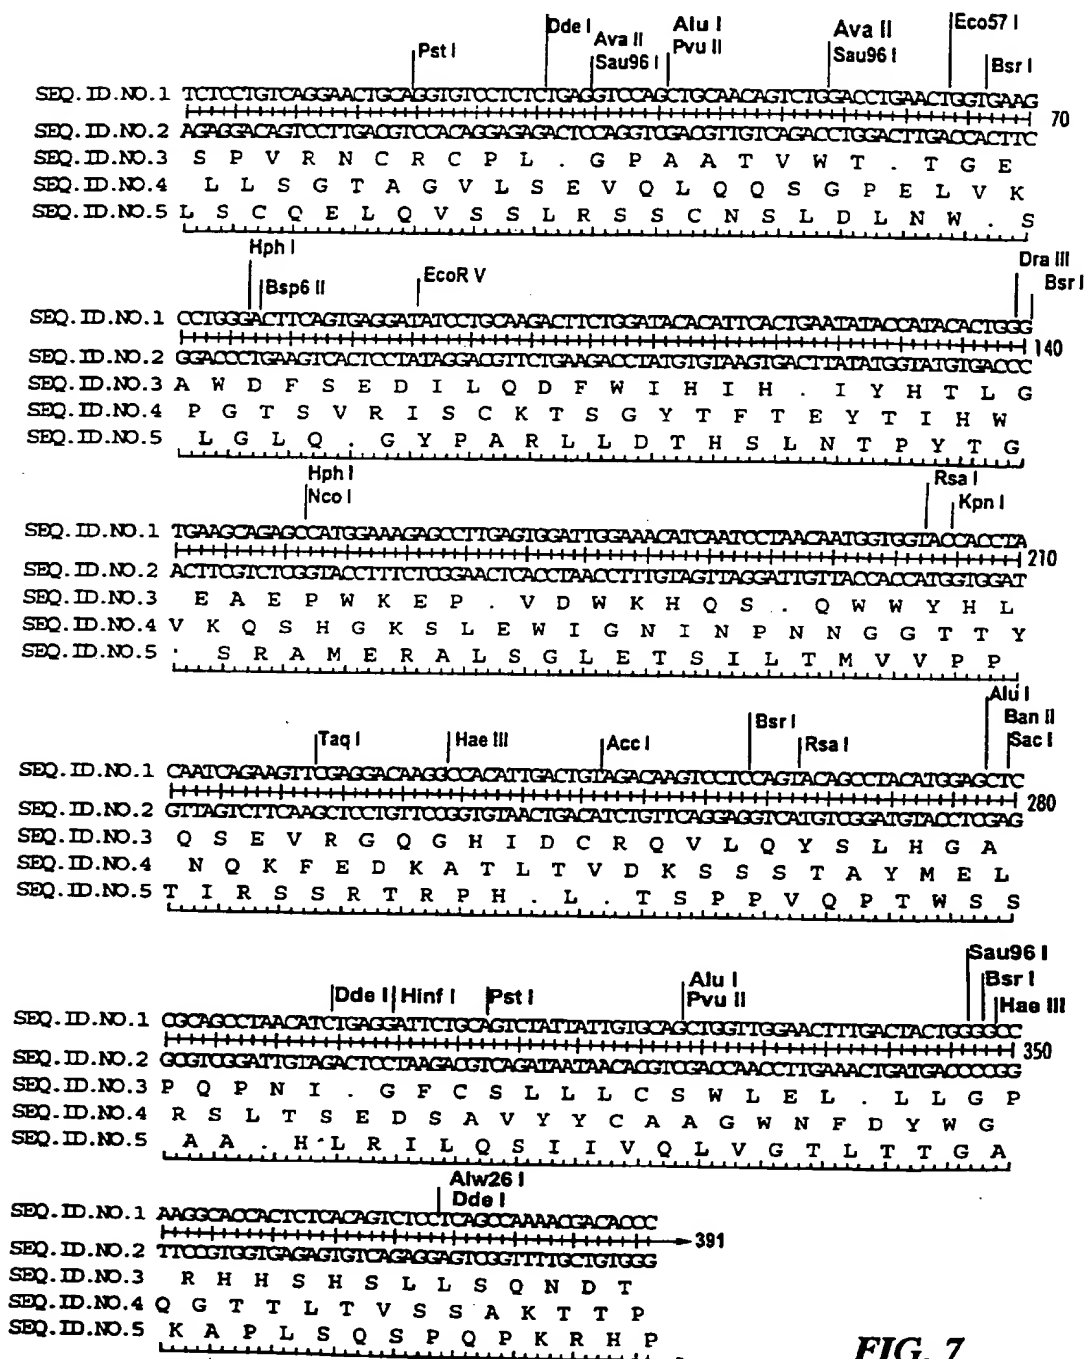 Dde I Alu I Ava II Eco57 I
Pst I Ava II Pvu II Sau96 I Bsr I
Sau96 I
SEQ.ID.NO.1 TCTCCTGTCAGGAACTGCAGGTGTCCTCTCTGAGGTCCAGCTGCAACAGTCTGGACCTGAACTGGTGAAG
70
SEQ.ID.NO.2 AGAGGACAGTCCTTGACGTCCACAGGAGAGACTCCAGGTCGACGTTGTCAGACCTGGACTTGACCACTTC
SEQ.ID.NO.3 S P V R N C R C P L . G P A A T V W T . T G E
SEQ.ID.NO.4 L L S G T A G V L S E V Q L Q Q S G P E L V K
SEQ.ID.NO.5 L S C Q E L Q V S S L R S S C N S L D L N W . S
Hph I Dra III
Bsp6 II EcoR V Bsr I
SEQ.ID.NO.1 CCTGGGACTTCAGTGAGGATATCCTGCAAGACTTCTGGATACACATTCACTGAATATACCATACACTGGG
140
SEQ.ID.NO.2 GGACCCTGAAGTCACTCCTATAGGACGTTCTGAAGACCTATGTGTAAGTGACTTATATGGTATGTGACCC
SEQ.ID.NO.3 A W D F S E D I L Q D F W I H I H . I Y H T L G
SEQ.ID.NO.4 P G T S V R I S C K T S G Y T F T E Y T I H W
SEQ.ID.NO.5 L G L Q . G Y P A R L L D T H S L N T P Y T G
Hph I Rsa I
Nco I Kpn I
SEQ.ID.NO.1 TGAAGCAGAGCCATGGAAAGAGCCTTGAGTGGATTGGAAACATCAATCCTAACAATGGTGGTACCACCTA
210
SEQ.ID.NO.2 ACTTCGTCTCGGTACCTTTCTCGGAACTCACCTAACCTTTGTAGTTAGGATTGTTACCACCATGGTGGAT
SEQ.ID.NO.3 E A E P W K E P . V D W K H Q S . Q W W Y H L
SEQ.ID.NO.4 V K Q S H G K S L E W I G N I N P N N G G T T Y
SEQ.ID.NO.5 . S R A M E R A L S G L E T S I L T M V V P P
Alu I
Bsr I Ban II
Taq I Hae III Acc I Rsa I Sac I
SEQ.ID.NO.1 CAATCAGAAGTTCGAGGACAAGGCCACATTGACTGTAGACAAGTCCTCCAGTACAGCCTACATGGAGCTC
280
SEQ.ID.NO.2 GTTAGTCTTCAAGCTCCTGTTCCGGTGTAACTGACATCTGTTCAGGAGGTCATGTCGGATGTACCTCGAG
SEQ.ID.NO.3 Q S E V R G Q G H I D C R Q V L Q Y S L H G A
SEQ.ID.NO.4 N Q K F E D K A T L T V D K S S S T A Y M E L
SEQ.ID.NO.5 T I R S S R T R P H . L . T S P P V Q P T W S S
Sau96 I
Alu I Bsr I
Dde I Hinf I Pst I Pvu II Hae III
SEQ.ID.NO.1 CGCAGCCTAACATCTGAGGATTCTGCAGTCTATTATTGTGCAGCTGGTTGGAACTTTGACTACTGGGGCC
350
SEQ.ID.NO.2 GCGTCGGATTGTAGACTCCTAAGACGTCAGATAATAACACGTCGACCAACCTTGAAACTGATGACCCCGG
SEQ.ID.NO.3 P Q P N I . G F C S L L L C S W L E L . L L G P
SEQ.ID.NO.4 R S L T S E D S A V Y Y C A A G W N F D Y W G
SEQ.ID.NO.5 A A . H L R I L Q S I I V Q L V G T L T T G A
Alw26 I
Dde I
SEQ.ID.NO.1 AAGGCACCACTCTCACAGTCTCCTCAGCCAAAACGACACCC
391
SEQ.ID.NO.2 TTCCGTGGTGAGAGTGTCAGAGGAGTCGGTTTTGCTGTGGG
SEQ.ID.NO.3 R H H S H S L L S Q N D T
SEQ.ID.NO.4 Q G T T L T V S S A K T T P
SEQ.ID.NO.5 K A P L S Q S P Q P K R H P
FIG. 7